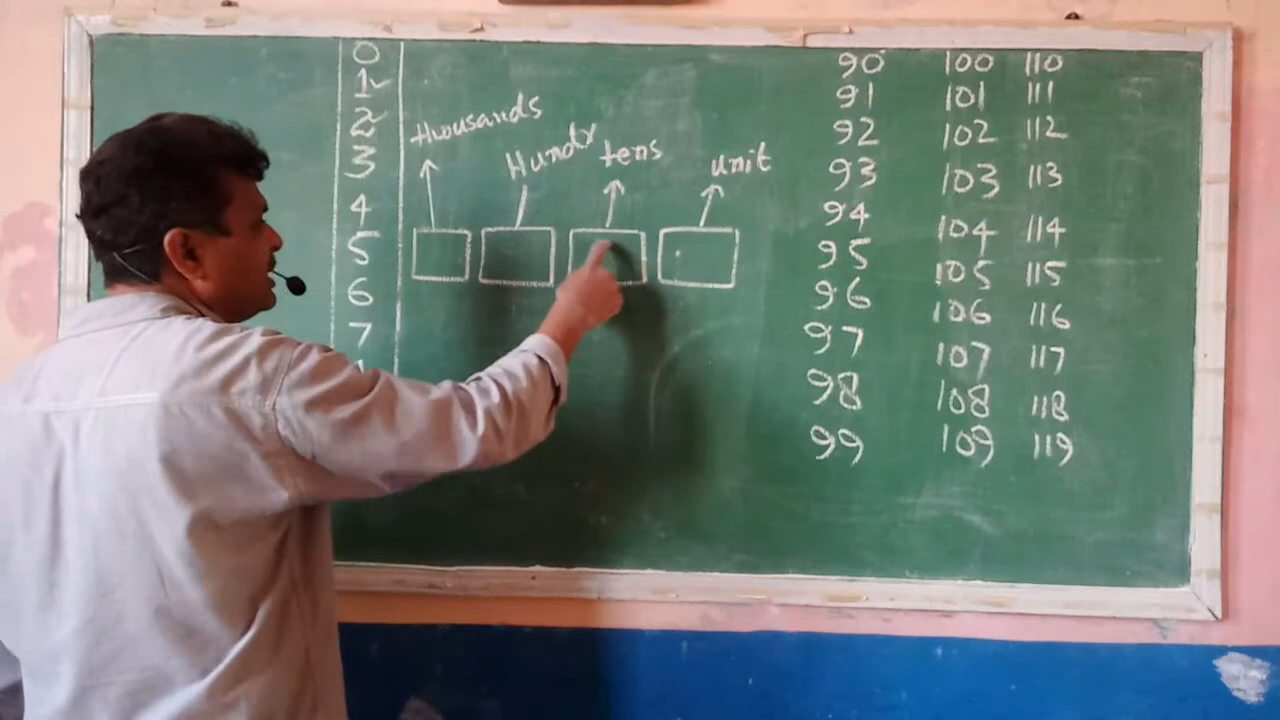 0
1
2
3
4
5
6
7
thousands
Hundr
tens
unit
90 100 110
91 101 111
92 102 112
93 103 113
94 104 114
95 105 115
96 106 116
97 107 117
98 108 118
99 109 119